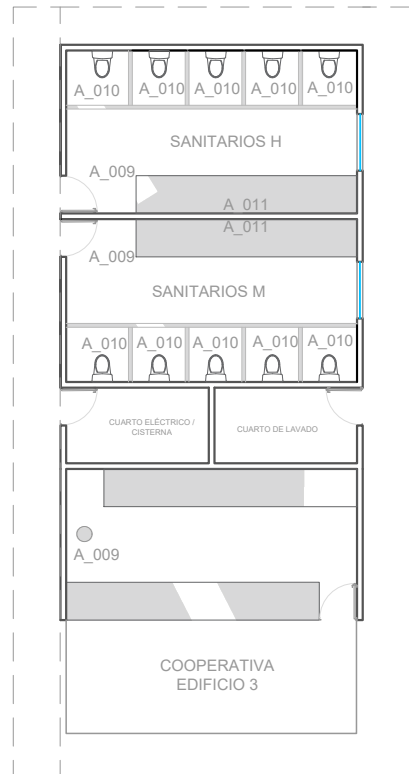 A_010 A_010 A_010 A_010 A_010
SANITARIOS H
A_009
A_011
A_011
A_009
SANITARIOS M
A_010 A_010 A_010 A_010 A_010
CUARTO ELÉCTRICO /
CISTERNA
CUARTO DE LAVADO
A_009
COOPERATIVA
EDIFICIO 3